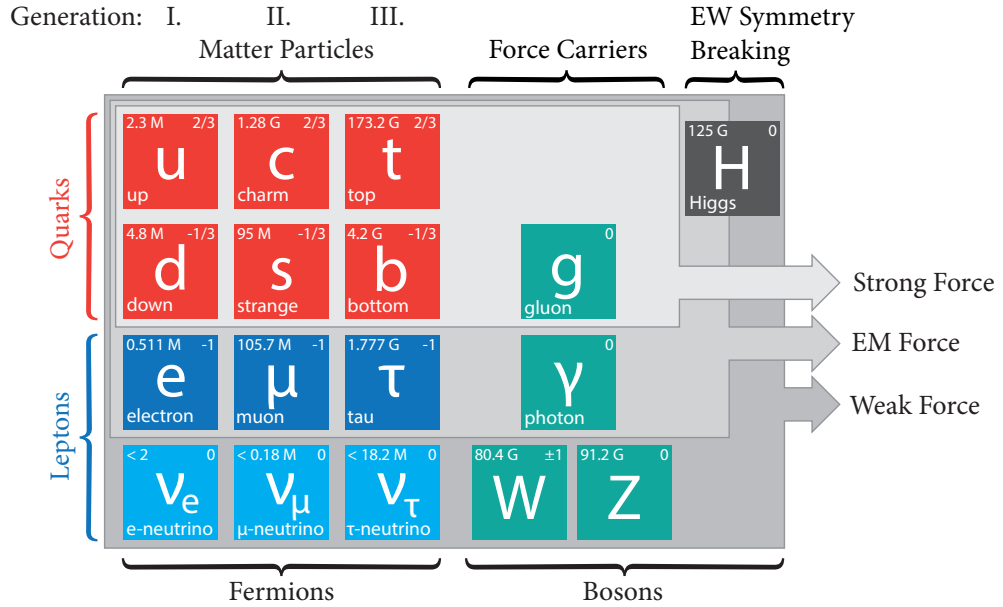 Generation: I. II. III.
EW Symmetry
Breaking
Matter Particles
Force Carriers
Quarks
2.3 M 2/3
u
up
1.28 G 2/3
c
charm
173.2 G 2/3
t
top
125 G 0
H
Higgs
4.8 M -1/3
d
down
95 M -1/3
s
strange
4.2 G -1/3
b
bottom
0
g
gluon
Strong Force
Leptons
0.511 M -1
e
electron
105.7 M -1
μ
muon
1.777 G -1
τ
tau
0
γ
photon
EM Force
Weak Force
< 2 0
νe
e-neutrino
< 0.18 M 0
νμ
μ-neutrino
< 18.2 M 0
ντ
τ-neutrino
80.4 G ±1
W
91.2 G 0
Z
Fermions
Bosons